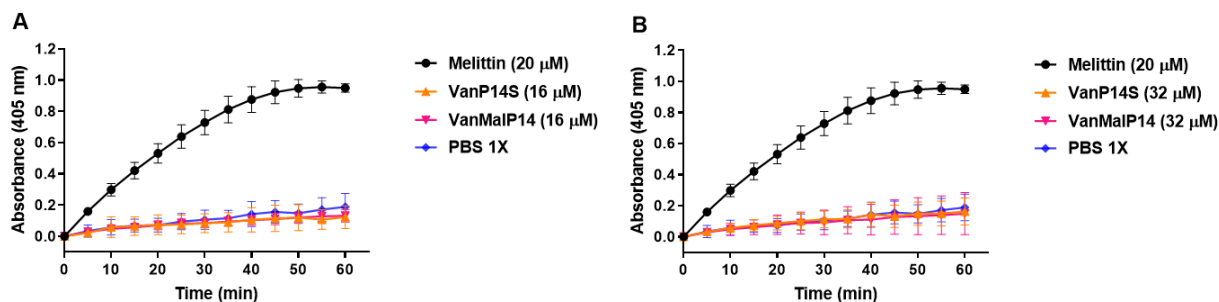 A
Absorbance (405 nm)
1.2
1.0
0.8
0.6
0.4
0.2
0.0
0 10 20 30 40 50 60
Time (min)
Melittin (20 μM)
VanP14S (16 μM)
VanMalP14 (16 μM)
PBS 1X
B
Absorbance (405 nm)
1.2
1.0
0.8
0.6
0.4
0.2
0.0
0 10 20 30 40 50 60
Time (min)
Melittin (20 μM)
VanP14S (32 μM)
VanMalP14 (32 μM)
PBS 1X